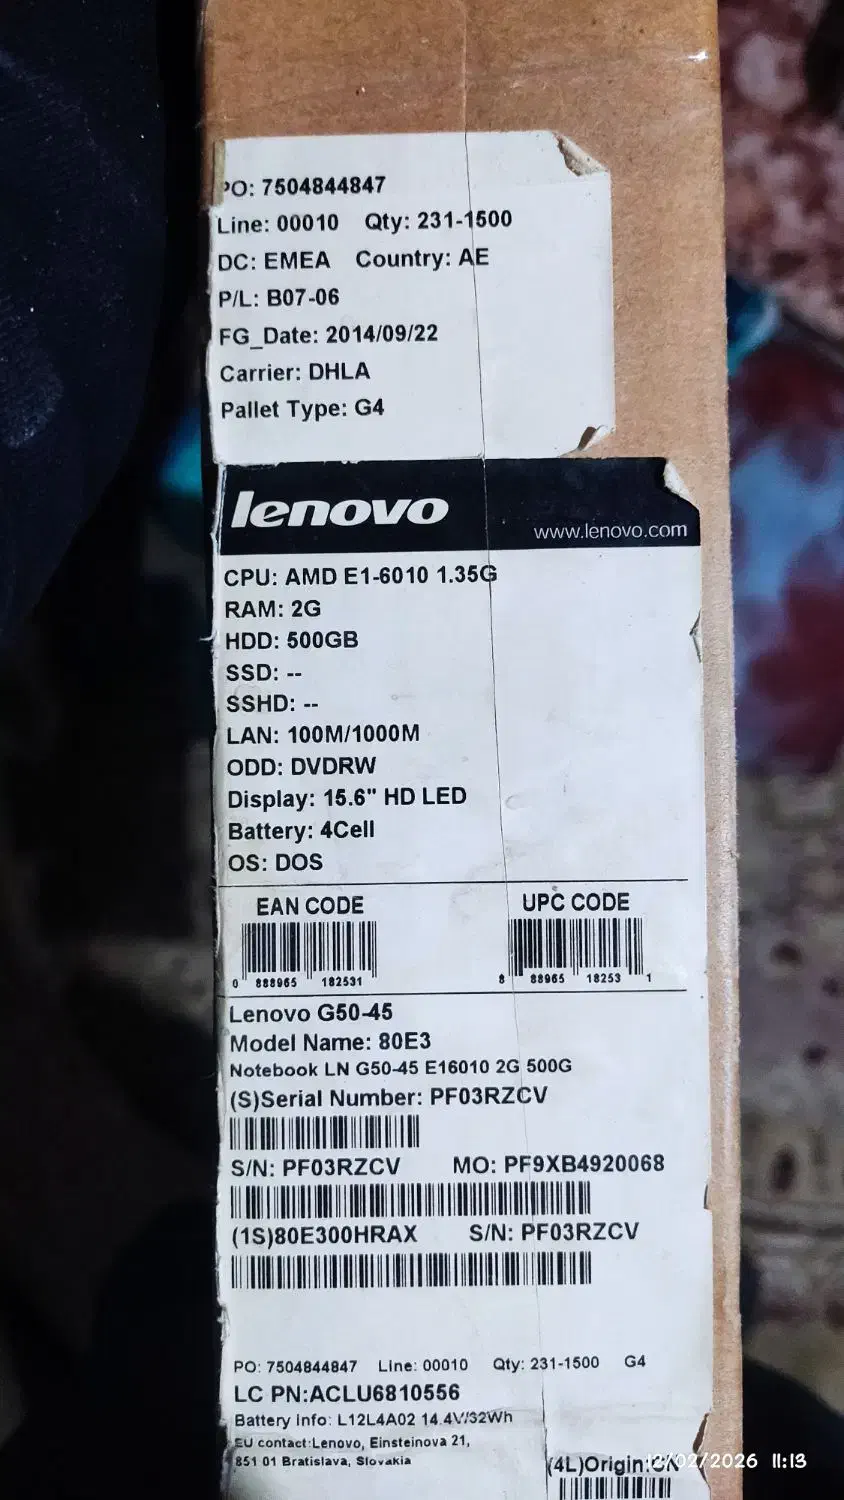 PO: 7504844847
Line: 00010 Qty: 231-1500
DC: EMEA Country: AE
P/L: B07-06
FG_Date: 2014/09/22
Carrier: DHLA
Pallet Type: G4
lenovo
www.lenovo.com
CPU: AMD E1-6010 1.35G
RAM: 2G
HDD: 500GB
SSD: --
SSHD: --
LAN: 100M/1000M
ODD: DVDRW
Display: 15.6" HD LED
Battery: 4Cell
OS: DOS
EAN CODE UPC CODE
0 888965 182531 8 88965 18253 1
Lenovo G50-45
Model Name: 80E3
Notebook LN G50-45 E16010 2G 500G
(S)Serial Number: PF03RZCV
S/N: PF03RZCV MO: PF9XB4920068
(1S)80E300HRAX S/N: PF03RZCV
PO: 7504844847 Line: 00010 Qty: 231-1500 G4
LC PN:ACLU6810556
Battery Info: L12L4A02 14.4V/32Wh
EU contact:Lenovo, Einsteinova 21,
851 01 Bratislava, Slovakia
(4L)Origin:CN
/02/2026 11:13